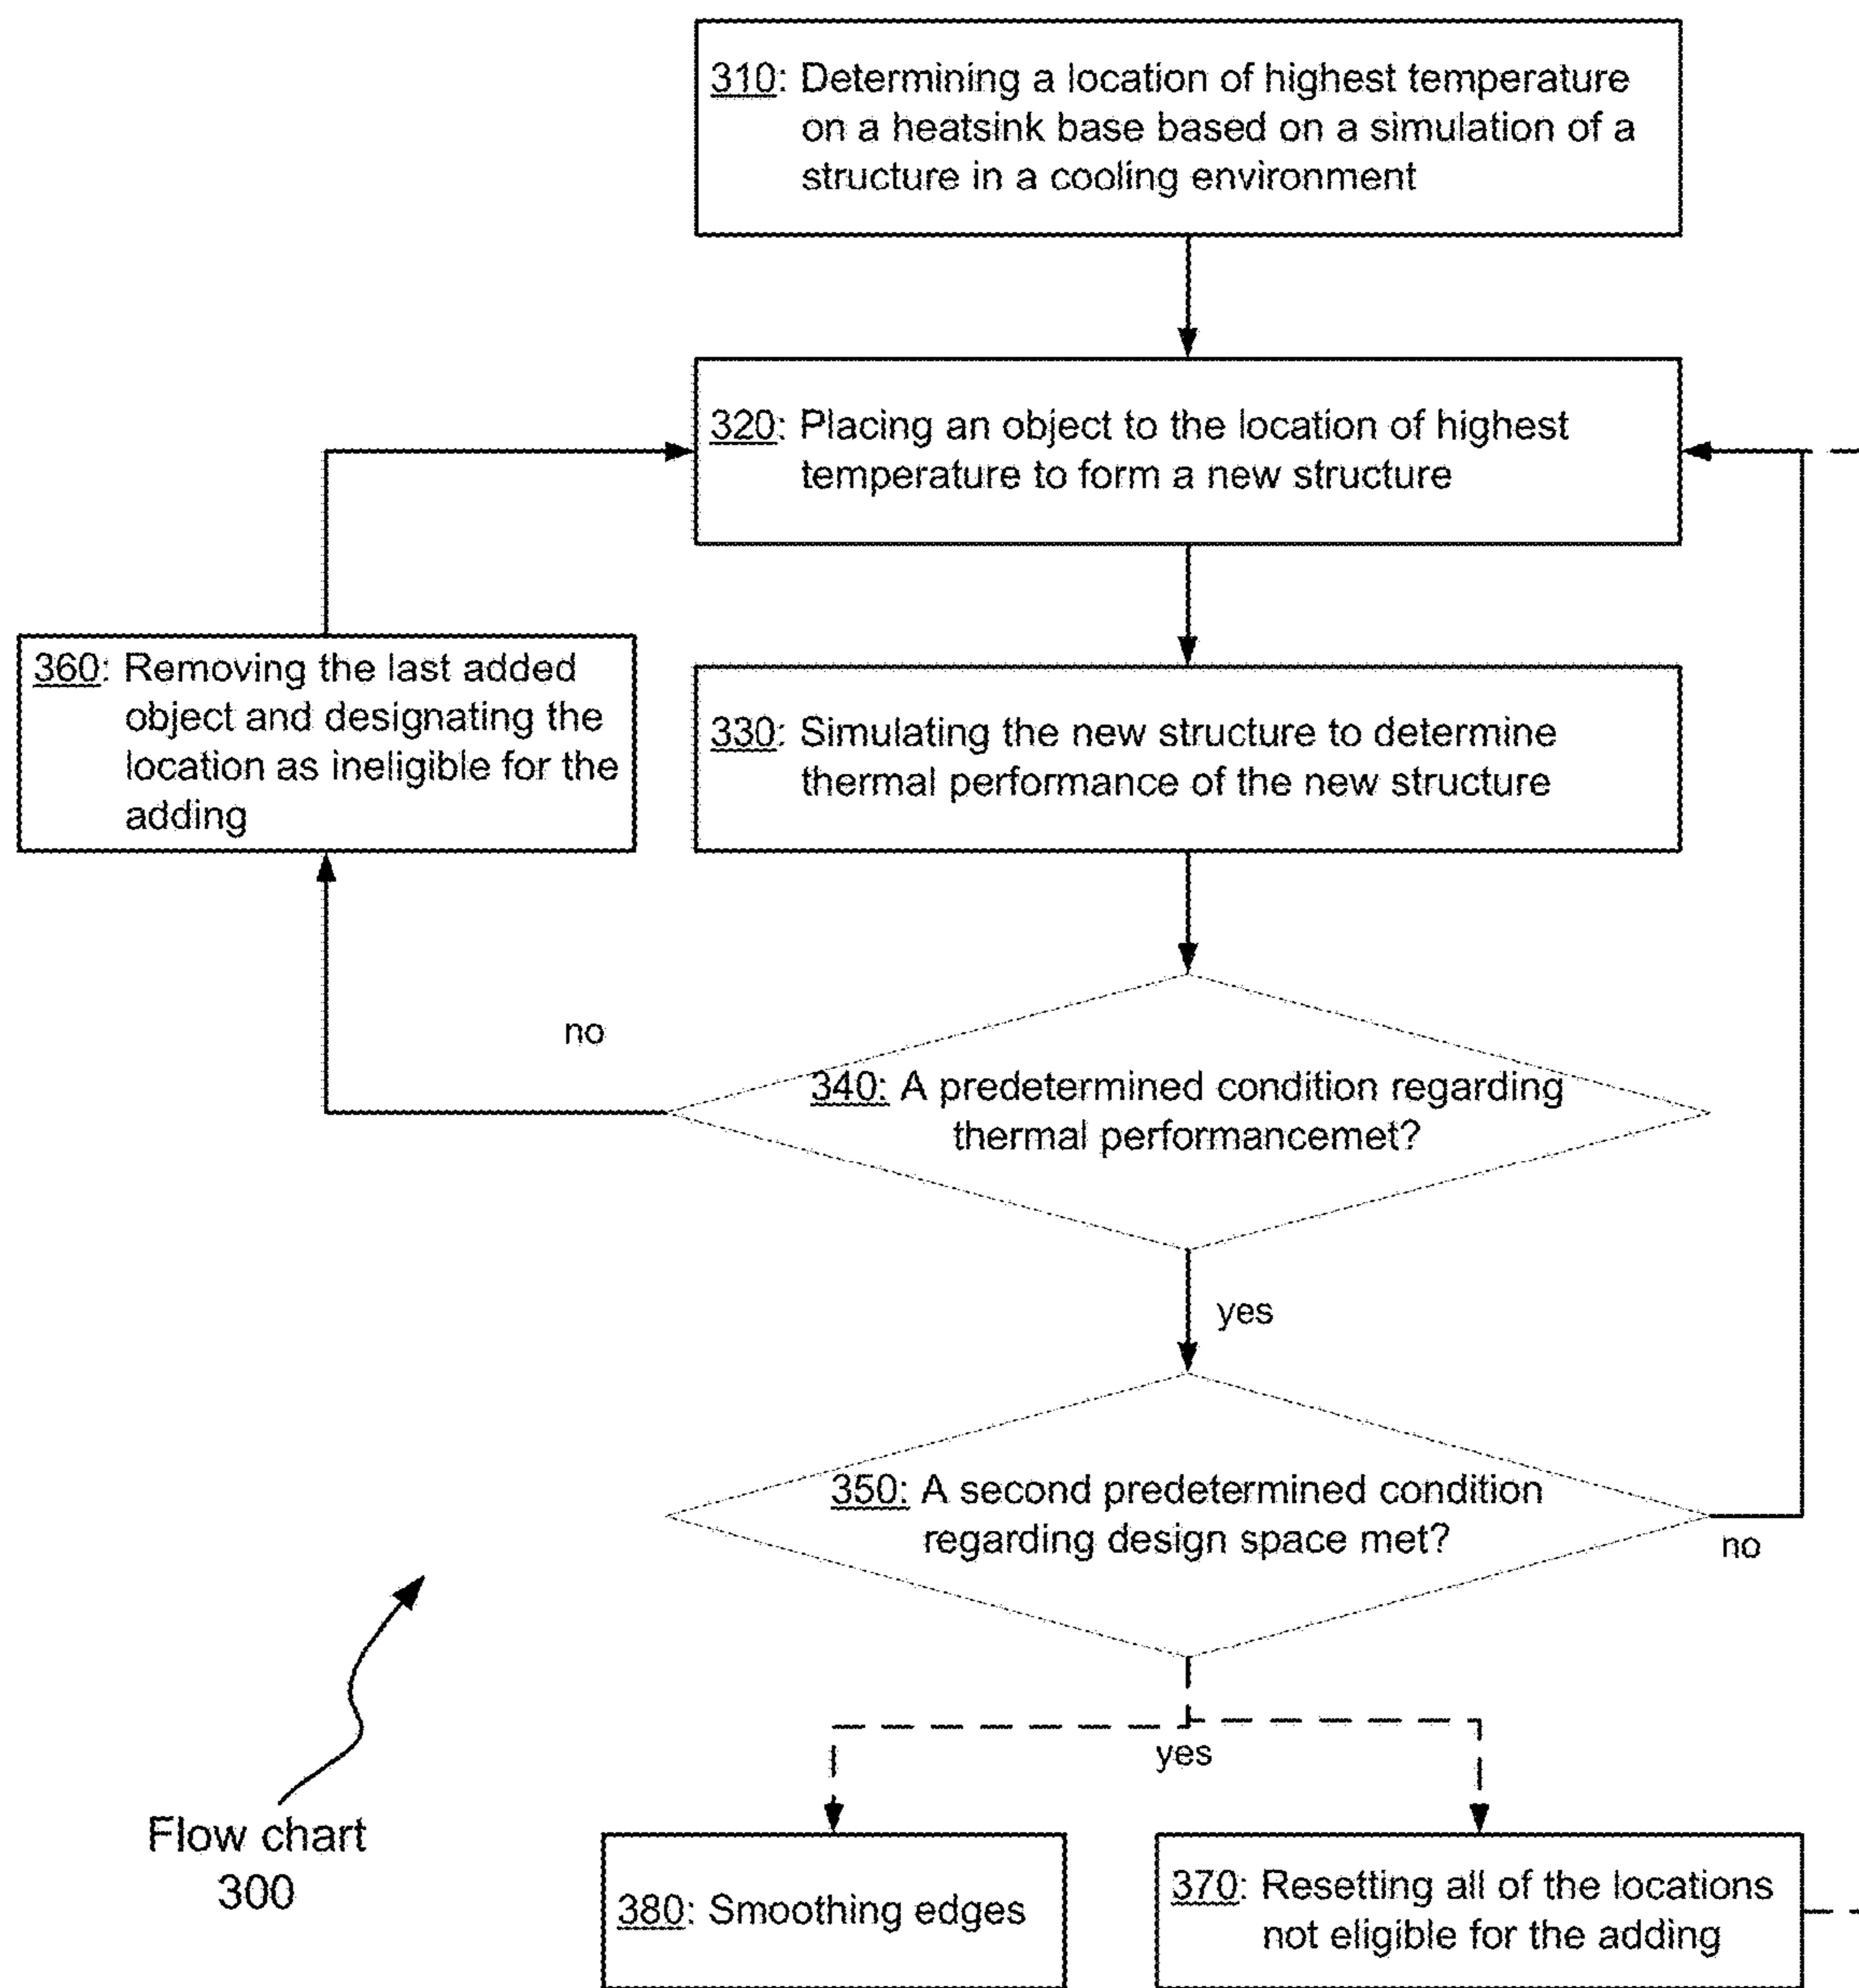 310: Determining a location of highest temperature
on a heatsink base based on a simulation of a
structure in a cooling environment
320: Placing an object to the location of highest
temperature to form a new structure
360: Removing the last added
object and designating the
location as ineligible for the
adding
330: Simulating the new structure to determine
thermal performance of the new structure
no
340: A predetermined condition regarding
thermal performancemet?
yes
350: A second predetermined condition
regarding design space met?
no
yes
Flow chart
300
380: Smoothing edges
370: Resetting all of the locations
not eligible for the adding